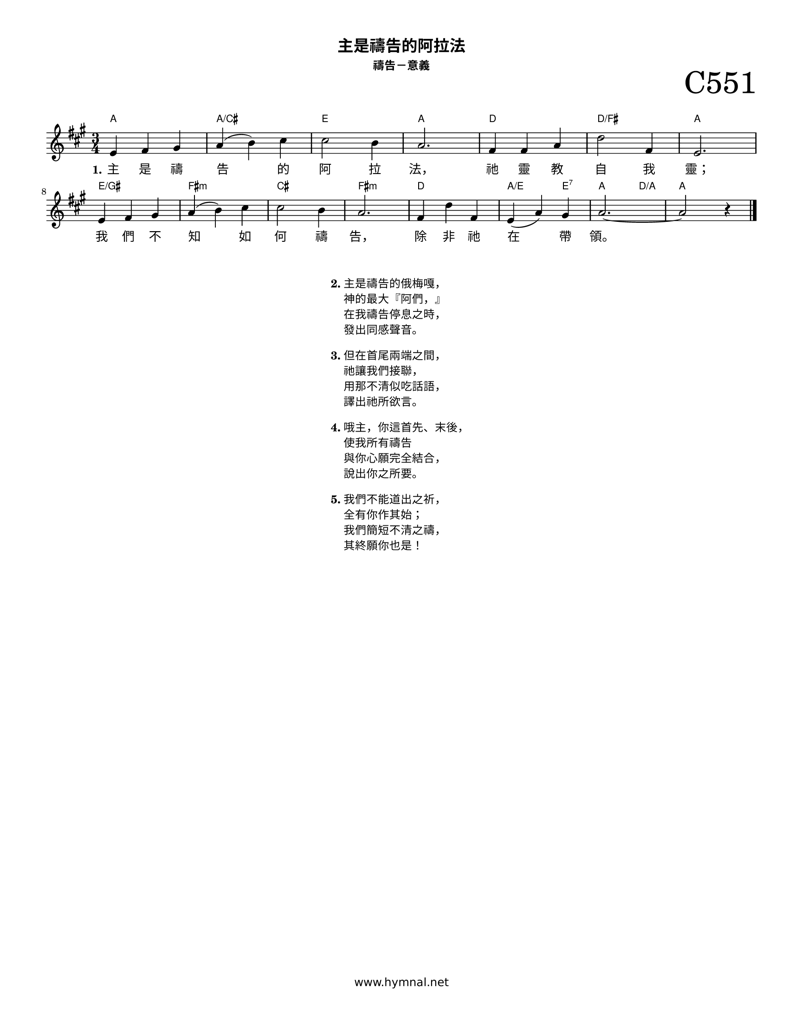 主是禱告的阿拉法
禱告－意義
C551
A A/C♯ E A D D/F♯ A
3
4
1. 主 是 禱 告 的 阿 拉 法， 祂 靈 教 自 我 靈；
8 E/G♯ F♯m C♯ F♯m D A/E E7 A D/A A
我 們 不 知 如 何 禱 告， 除 非 祂 在 帶 領。
2. 主是禱告的俄梅嘎，
神的最大『阿們，』
在我禱告停息之時，
發出同感聲音。
3. 但在首尾兩端之間，
祂讓我們接聯，
用那不清似吃話語，
譯出祂所欲言。
4. 哦主，你這首先、末後，
使我所有禱告
與你心願完全結合，
說出你之所要。
5. 我們不能道出之祈，
全有你作其始；
我們簡短不清之禱，
其終願你也是！
www.hymnal.net